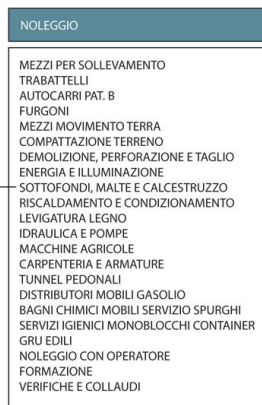 NOLEGGIO
MEZZI PER SOLLEVAMENTO
TRABATTELLI
AUTOCARRI PAT. B
FURGONI
MEZZI MOVIMENTO TERRA
COMPATTAZIONE TERRENO
DEMOLIZIONE, PERFORAZIONE E TAGLIO
ENERGIA E ILLUMINAZIONE
SOTTOFONDI, MALTE E CALCESTRUZZO
RISCALDAMENTO E CONDIZIONAMENTO
LEVIGATURA LEGNO
IDRAULICA E POMPE
MACCHINE AGRICOLE
CARPENTERIA E ARMATURE
TUNNEL PEDONALI
DISTRIBUTORI MOBILI GASOLIO
BAGNI CHIMICI MOBILI SERVIZIO SPURGHI
SERVIZI IGIENICI MONOBLOCCHI CONTAINER
GRU EDILI
NOLEGGIO CON OPERATORE
FORMAZIONE
VERIFICHE E COLLAUDI